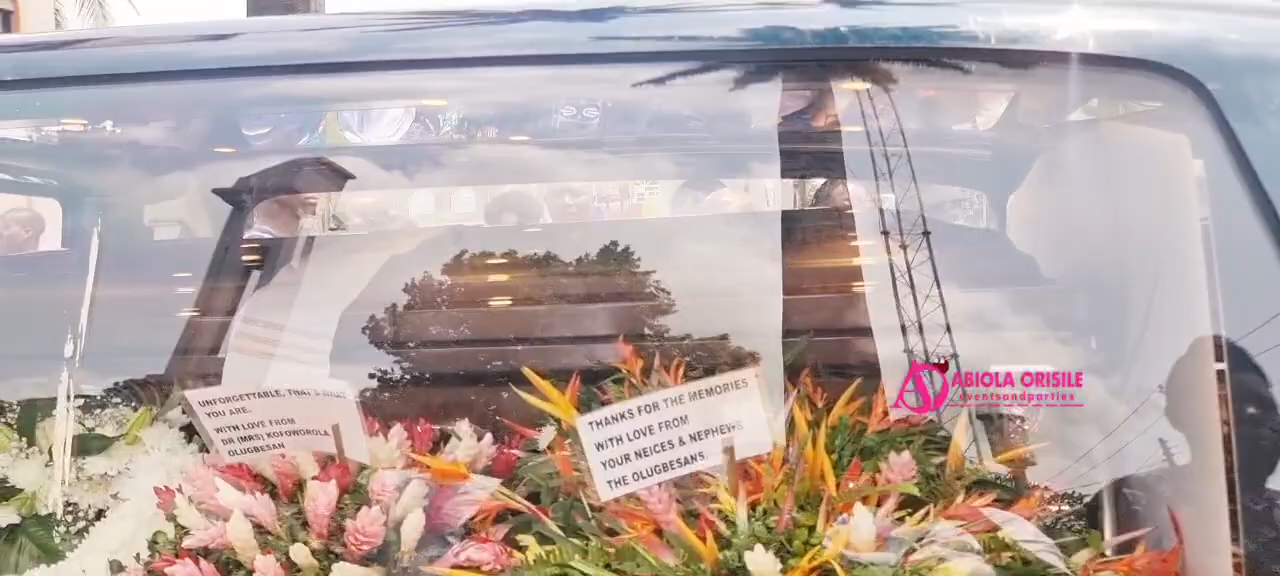 UNFORGETTABLE, THAT'S WHAT
YOU ARE.
WITH LOVE FROM
DR (MRS) KOFOWOROLA
OLUGBESAN
THANKS FOR THE MEMORIES
WITH LOVE FROM
YOUR NEICES & NEPHEWS
THE OLUGBESANS
ABIOLA ORISILE
eventsandparties